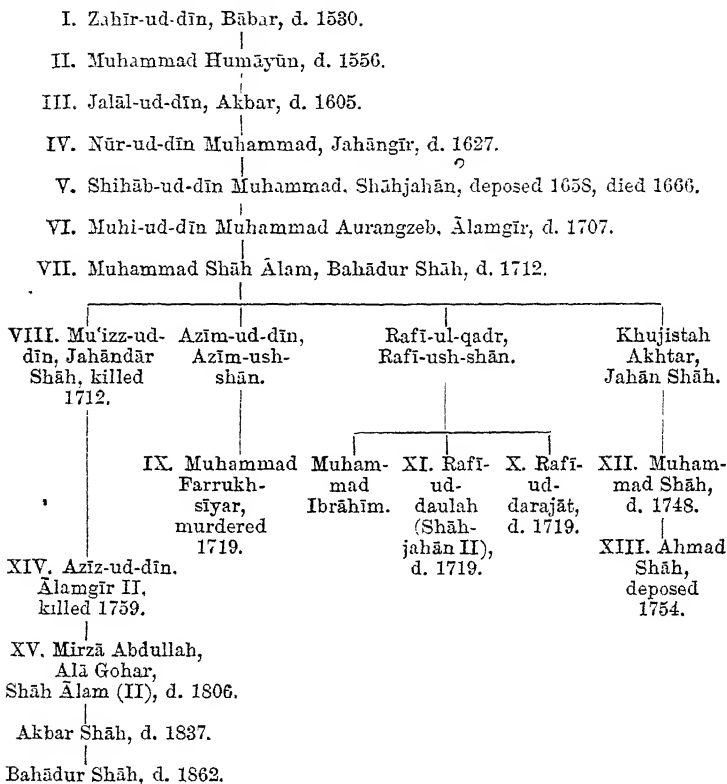 I. Zahīr-ud-dīn, Bābar, d. 1530.
II. Muhammad Humāyūn, d. 1556.
III. Jalāl-ud-dīn, Akbar, d. 1605.
IV. Nūr-ud-dīn Muhammad, Jahāngīr, d. 1627.
V. Shihāb-ud-dīn Muhammad. Shāhjahān, deposed 1658, died 1666.
VI. Muhi-ud-dīn Muhammad Aurangzeb, Ālamgīr, d. 1707.
VII. Muhammad Shāh Ālam, Bahādur Shāh, d. 1712.
VIII. Mu‘izz-ud-
dīn, Jahāndār
Shāh, killed
1712.
Azīm-ud-dīn,
Azīm-ush-
shān.
Rafī-ul-qadr,
Rafī-ush-shān.
Khujistah
Akhtar,
Jahān Shāh.
IX. Muhammad
Farrukh-
sīyar,
murdered
1719.
Muham-
mad
Ibrāhīm.
XI. Rafī-
ud-
daulah
(Shāh-
jahān II),
d. 1719.
X. Rafī-
ud-
darajāt,
d. 1719.
XII. Muham-
mad Shāh,
d. 1748.
XIII. Ahmad
Shāh,
deposed
1754.
XIV. Azīz-ud-dīn.
Ālamgīr II,
killed 1759.
XV. Mirzā Abdullah,
Alā Gohar,
Shāh Ālam (II), d. 1806.
Akbar Shāh, d. 1837.
Bahādur Shāh, d. 1862.